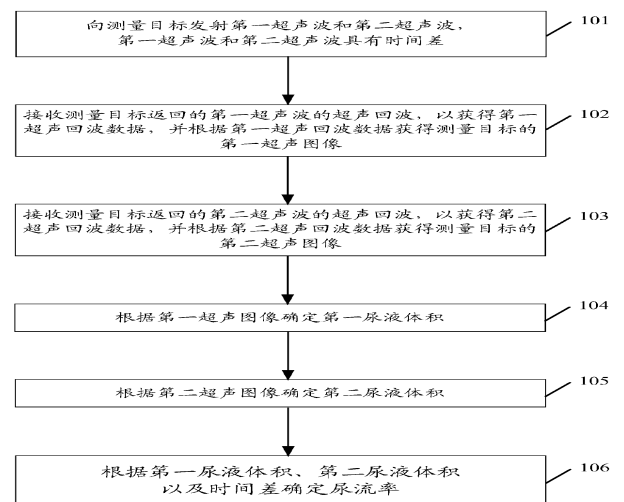 向测量目标发射第一超声波和第二超声波，
第一超声波和第二超声波具有时间差
101
接收测量目标返回的第一超声波的超声回波，以获得第一
超声回波数据，并根据第一超声回波数据获得测量目标的
第一超声图像
102
接收测量目标返回的第二超声波的超声回波，以获得第二
超声回波数据，并根据第二超声回波数据获得测量目标的
第二超声图像
103
根据第一超声图像确定第一尿液体积
104
根据第二超声图像确定第二尿液体积
105
根据第一尿液体积、第二尿液体积
以及时间差确定尿流率
106